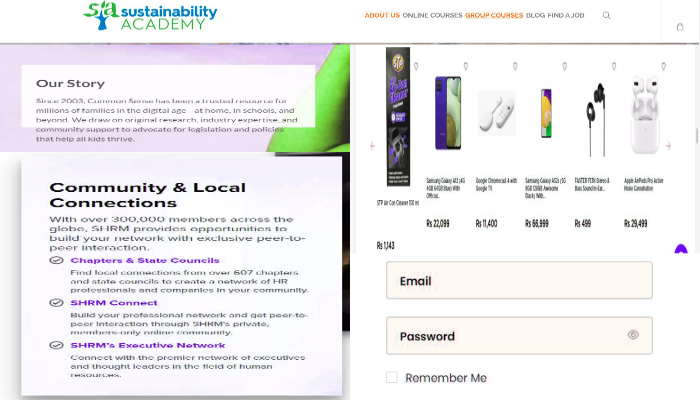 sta sustainability
ACADEMY
ABOUT US ONLINE COURSES GROUP COURSES BLOG FIND A JOB
Our Story
Since 2003, Common Sense has been a trusted resource for
millions of families in the digital age—at home, in schools, and
beyond. We draw on original research, industry expertise, and
community support to advocate for legislation and policies
that help all kids thrive.
Community & Local
Connections
With over 300,000 members across the
globe, SHRM provides opportunities to
build your network with exclusive peer-to-
peer interaction.
Chapters & State Councils
Find local connections from over 607 chapters
and state councils to create a network of HR
professionals and companies in your community.
SHRM Connect
Build your professional network and get peer-to-
peer interaction through SHRM's private,
members-only online community.
SHRM's Executive Network
Connect with the premier network of executives
and thought leaders in the field of human
resources.
STP
STP Air Con Cleaner 150 ml
Rs 1,143
Samsung Galaxy A12 (4G
4GB 64GB Blue) With
Official..
Rs 22,099
Google Chromecast 4 with
Google TV
Rs 11,400
Samsung Galaxy A52s (5G
8GB 128GB Awesome
Black) With..
Rs 66,999
FASTER F13N Stereo &
Bass Sound In-Ear..
Rs 499
Apple AirPods Pro Active
Noise Cancellation
Rs 29,499
Email
Password
Remember Me